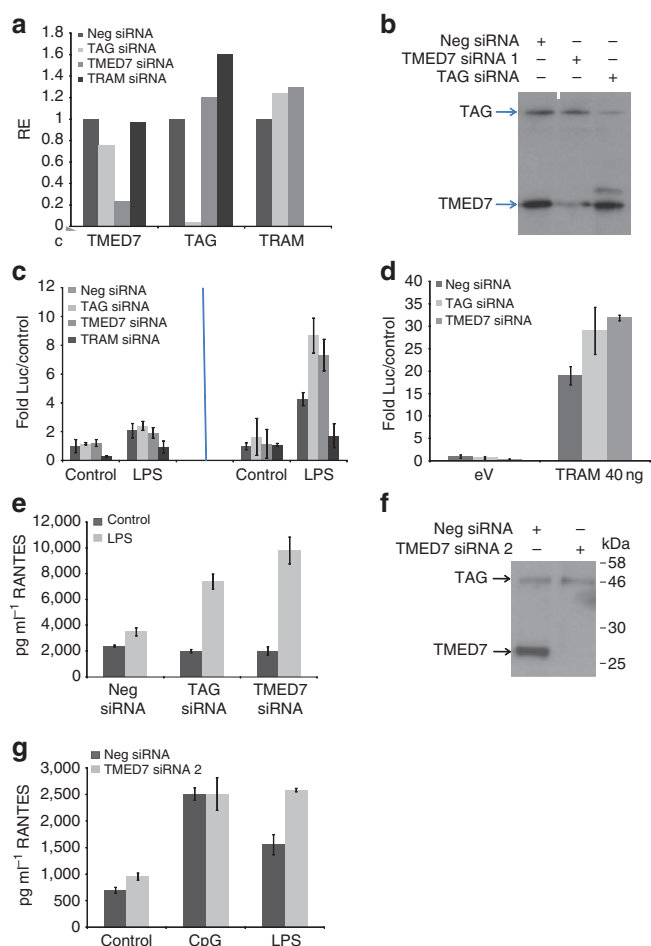 a
1.8
1.6
1.4
1.2
1
0.8
0.6
0.4
0.2
0
RE
Neg siRNA
TAG siRNA
TMED7 siRNA
TRAM siRNA
c
TMED7 TAG TRAM
b
Neg siRNA + – –
TMED7 siRNA 1 – + –
TAG siRNA – – +
TAG
TMED7
c
12
10
8
6
4
2
0
Fold Luc/control
Neg siRNA
TAG siRNA
TMED7 siRNA
TRAM siRNA
Control LPS Control LPS
d
40
35
30
25
20
15
10
5
0
Fold Luc/control
Neg siRNA
TAG siRNA
TMED7 siRNA
eV TRAM 40 ng
e
12,000
10,000
8,000
6,000
4,000
2,000
0
pg ml−1 RANTES
Control
LPS
Neg siRNA
TAG siRNA
TMED7 siRNA
f
Neg siRNA + –
TMED7 siRNA 2 – +
kDa
58
46
30
25
TAG
TMED7
g
3,000
2,500
2,000
1,500
1,000
500
0
pg ml−1 RANTES
Neg siRNA
TMED7 siRNA 2
Control CpG LPS